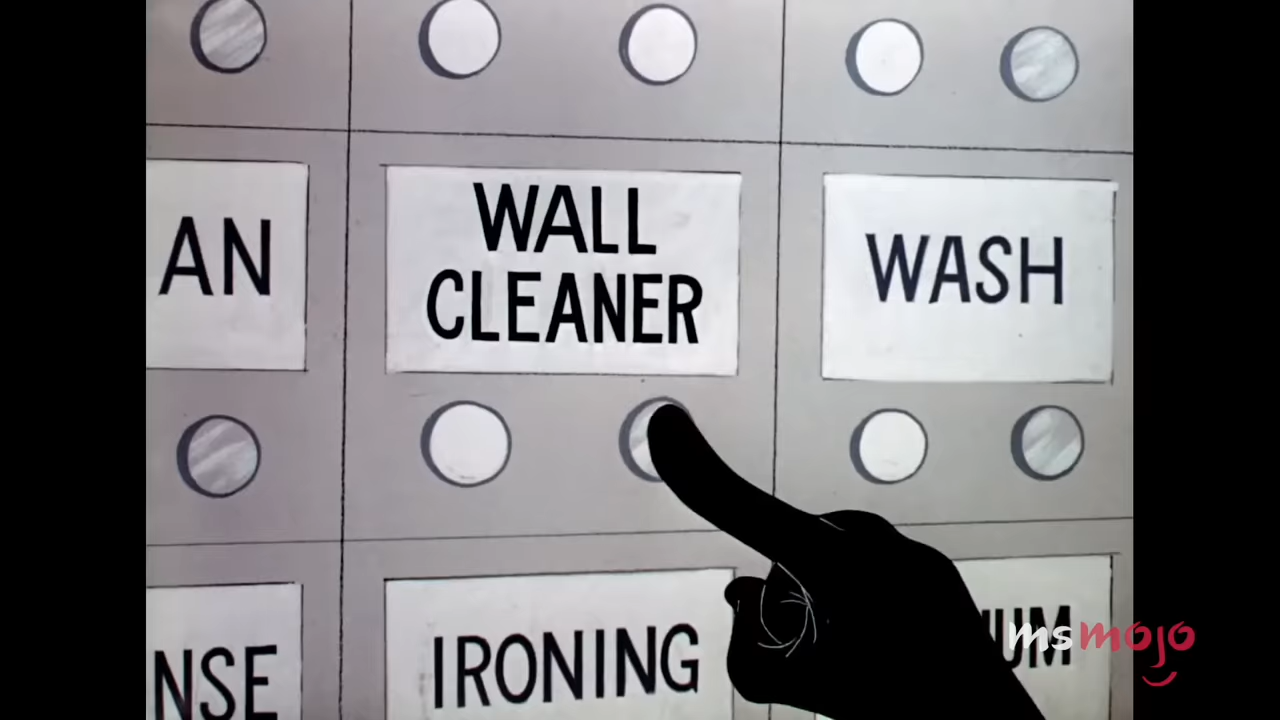 AN
WALL
CLEANER
WASH
NSE
IRONING
UM
msmojo